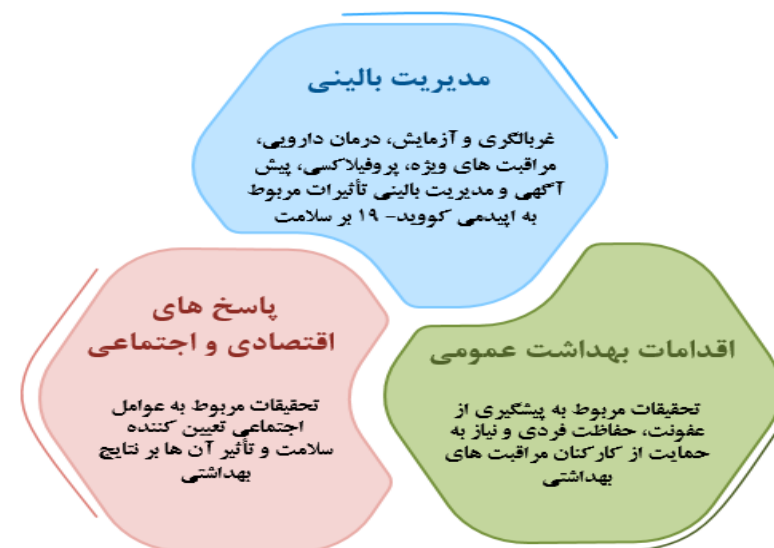 مدیریت بالینی
غربالگری و آزمایش، درمان دارویی،
مراقبت های ویژه، پروفیلاکسی، پیش
آگهی و مدیریت بالینی تأثیرات مربوط
به اپیدمی کووید- ۱۹ بر سلامت
اقدامات بهداشت عمومی
تحقیقات مربوط به پیشگیری از
عفونت، حفاظت فردی و نیاز به
حمایت از کارکنان مراقبت های
بهداشتی
پاسخ های
اقتصادی و اجتماعی
تحقیقات مربوط به عوامل
اجتماعی تعیین کننده
سلامت و تأثیر آن ها بر نتایج
بهداشتی